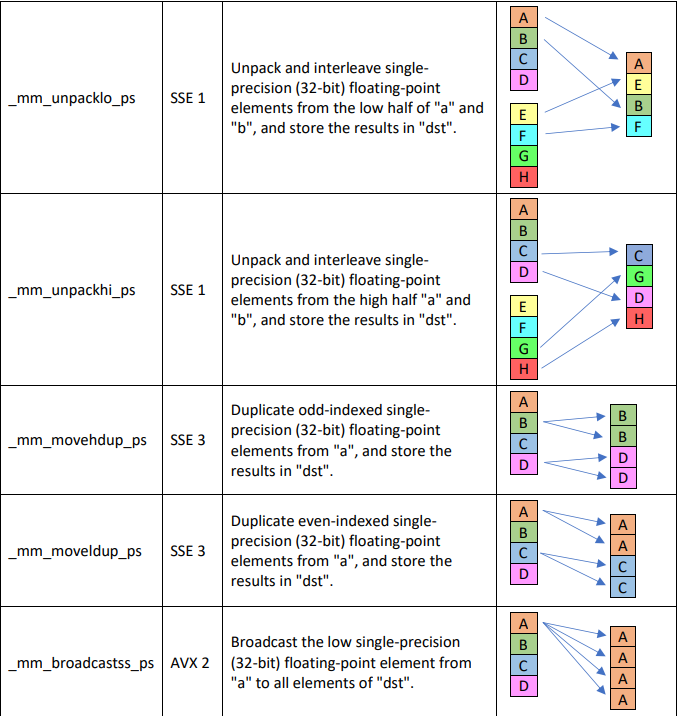 _mm_unpacklo_ps
SSE 1
Unpack and interleave single-
precision (32-bit) floating-point
elements from the low half of "a" and
"b", and store the results in "dst".
A
B
C
D
E
F
G
H
A
E
B
F
_mm_unpackhi_ps
SSE 1
Unpack and interleave single-
precision (32-bit) floating-point
elements from the high half "a" and
"b", and store the results in "dst".
A
B
C
D
E
F
G
H
C
G
D
H
_mm_movehdup_ps
SSE 3
Duplicate odd-indexed single-
precision (32-bit) floating-point
elements from "a", and store the
results in "dst".
A
B
C
D
B
B
D
D
_mm_moveldup_ps
SSE 3
Duplicate even-indexed single-
precision (32-bit) floating-point
elements from "a", and store the
results in "dst".
A
B
C
D
A
A
C
C
_mm_broadcastss_ps
AVX 2
Broadcast the low single-precision
(32-bit) floating-point element from
"a" to all elements of "dst".
A
B
C
D
A
A
A
A